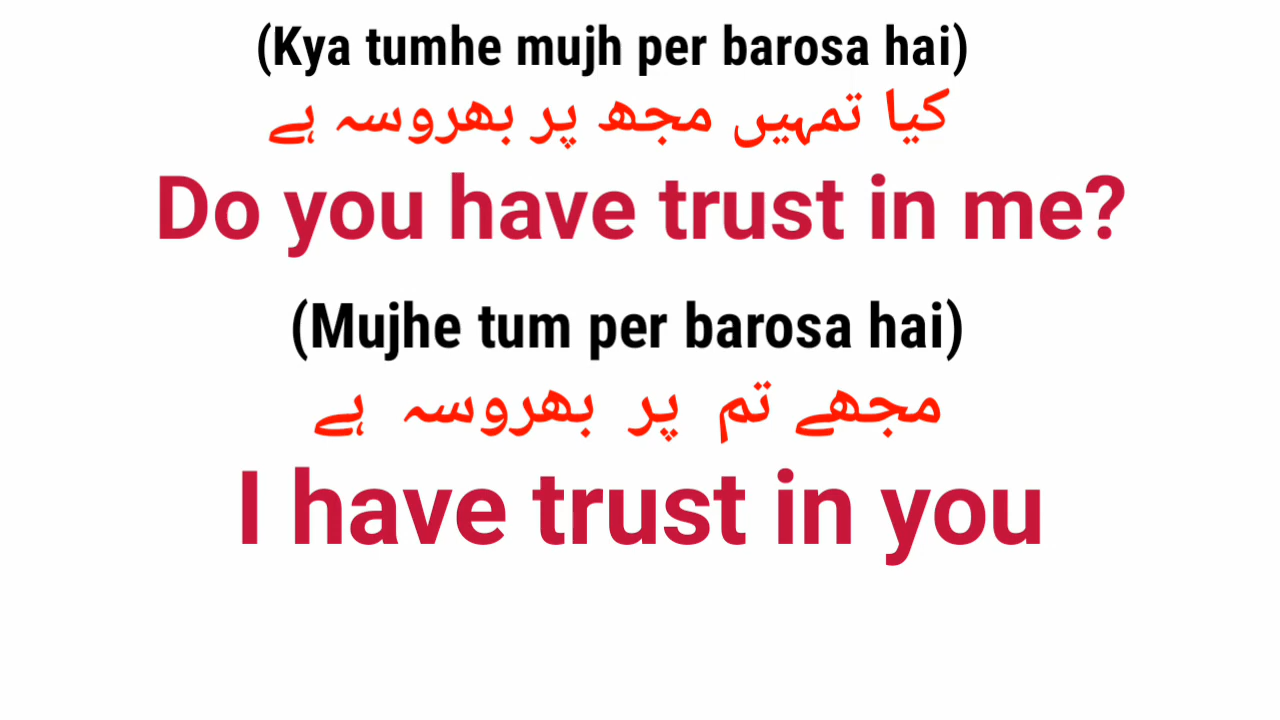 (Kya tumhe mujh per barosa hai)
کیا تمہیں مجھ پر بھروسہ ہے
Do you have trust in me?
(Mujhe tum per barosa hai)
مجھے تم پر بھروسہ ہے
I have trust in you